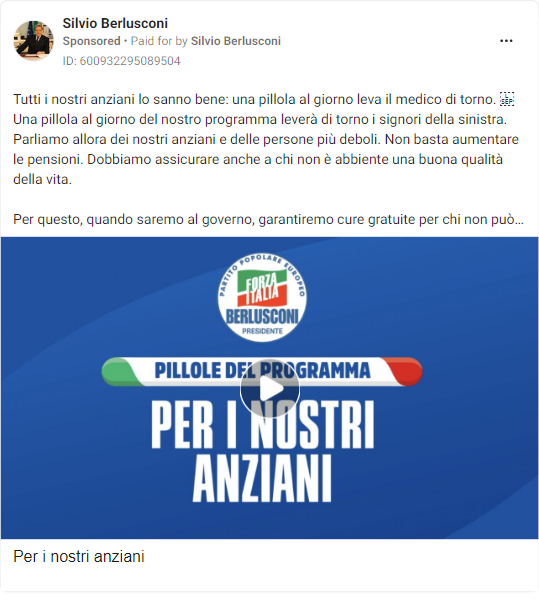 Silvio Berlusconi
Sponsored • Paid for by Silvio Berlusconi
ID: 600932295089504
Tutti i nostri anziani lo sanno bene: una pillola al giorno leva il medico di torno.
Una pillola al giorno del nostro programma leverà di torno i signori della sinistra.
Parliamo allora dei nostri anziani e delle persone più deboli. Non basta aumentare
le pensioni. Dobbiamo assicurare anche a chi non è abbiente una buona qualità
della vita.
Per questo, quando saremo al governo, garantiremo cure gratuite per chi non può...
PARTITO POPOLARE EUROPEO
FORZA
ITALIA
BERLUSCONI
PRESIDENTE
PILLOLE DEL PROGRAMMA
PER I NOSTRI
ANZIANI
Per i nostri anziani